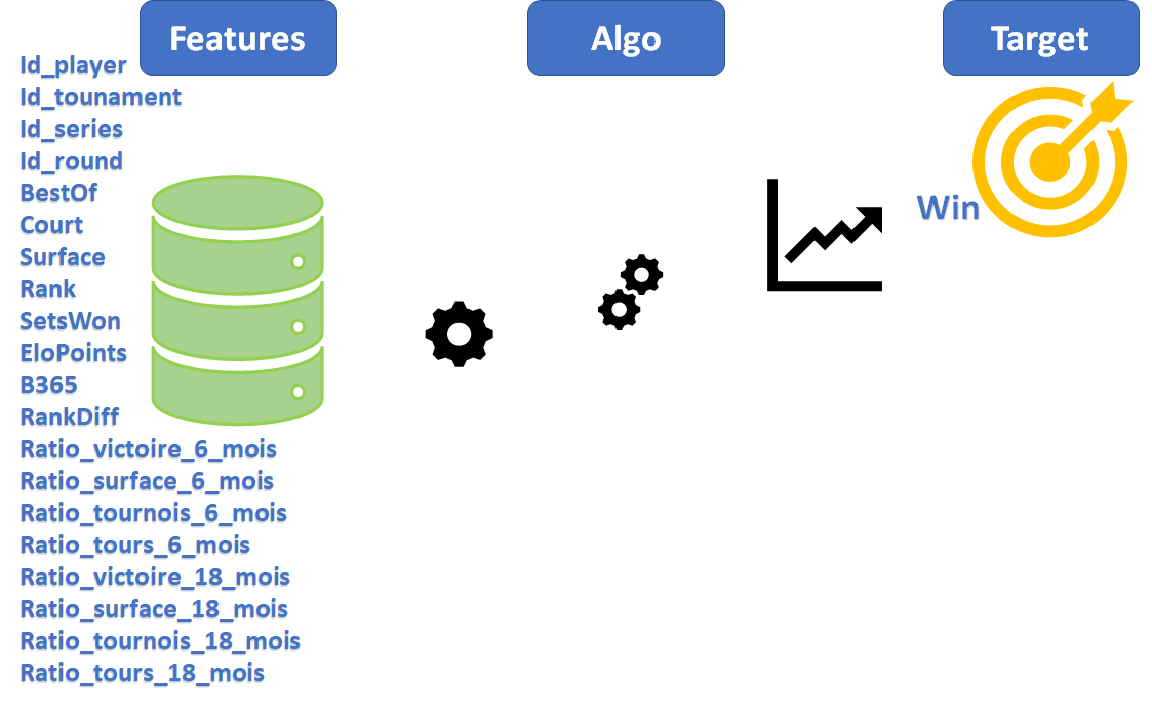 Features
Algo
Target
Id_player
Id_tounament
Id_series
Id_round
BestOf
Court
Surface
Rank
SetsWon
EloPoints
B365
RankDiff
Ratio_victoire_6_mois
Ratio_surface_6_mois
Ratio_tournois_6_mois
Ratio_tours_6_mois
Ratio_victoire_18_mois
Ratio_surface_18_mois
Ratio_tournois_18_mois
Ratio_tours_18_mois
Win